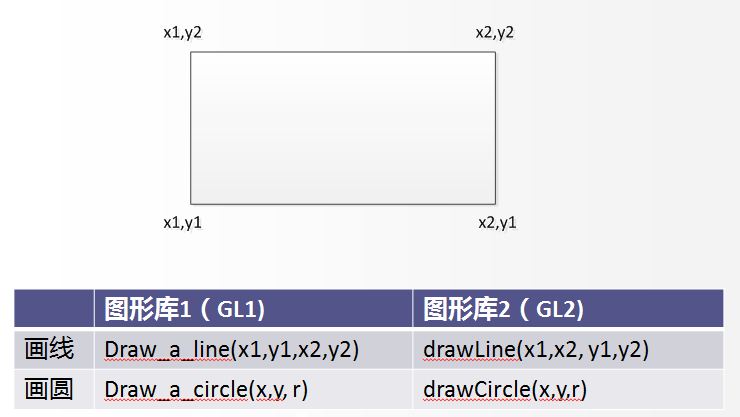 x1,y2 x2,y2
x1,y1 x2,y1
图形库1（GL1) 图形库2（GL2)
画线 Draw_a_line(x1,y1,x2,y2) drawLine(x1,x2, y1,y2)
画圆 Draw_a_circle(x,y, r) drawCircle(x,y,r)